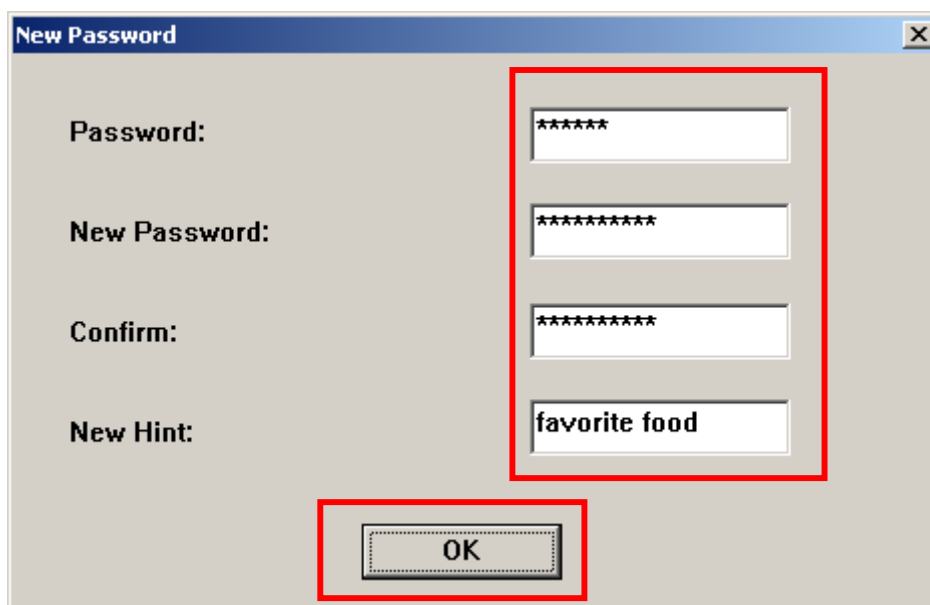 New Password
Password: ******
New Password: **********
Confirm: **********
New Hint: favorite food
OK